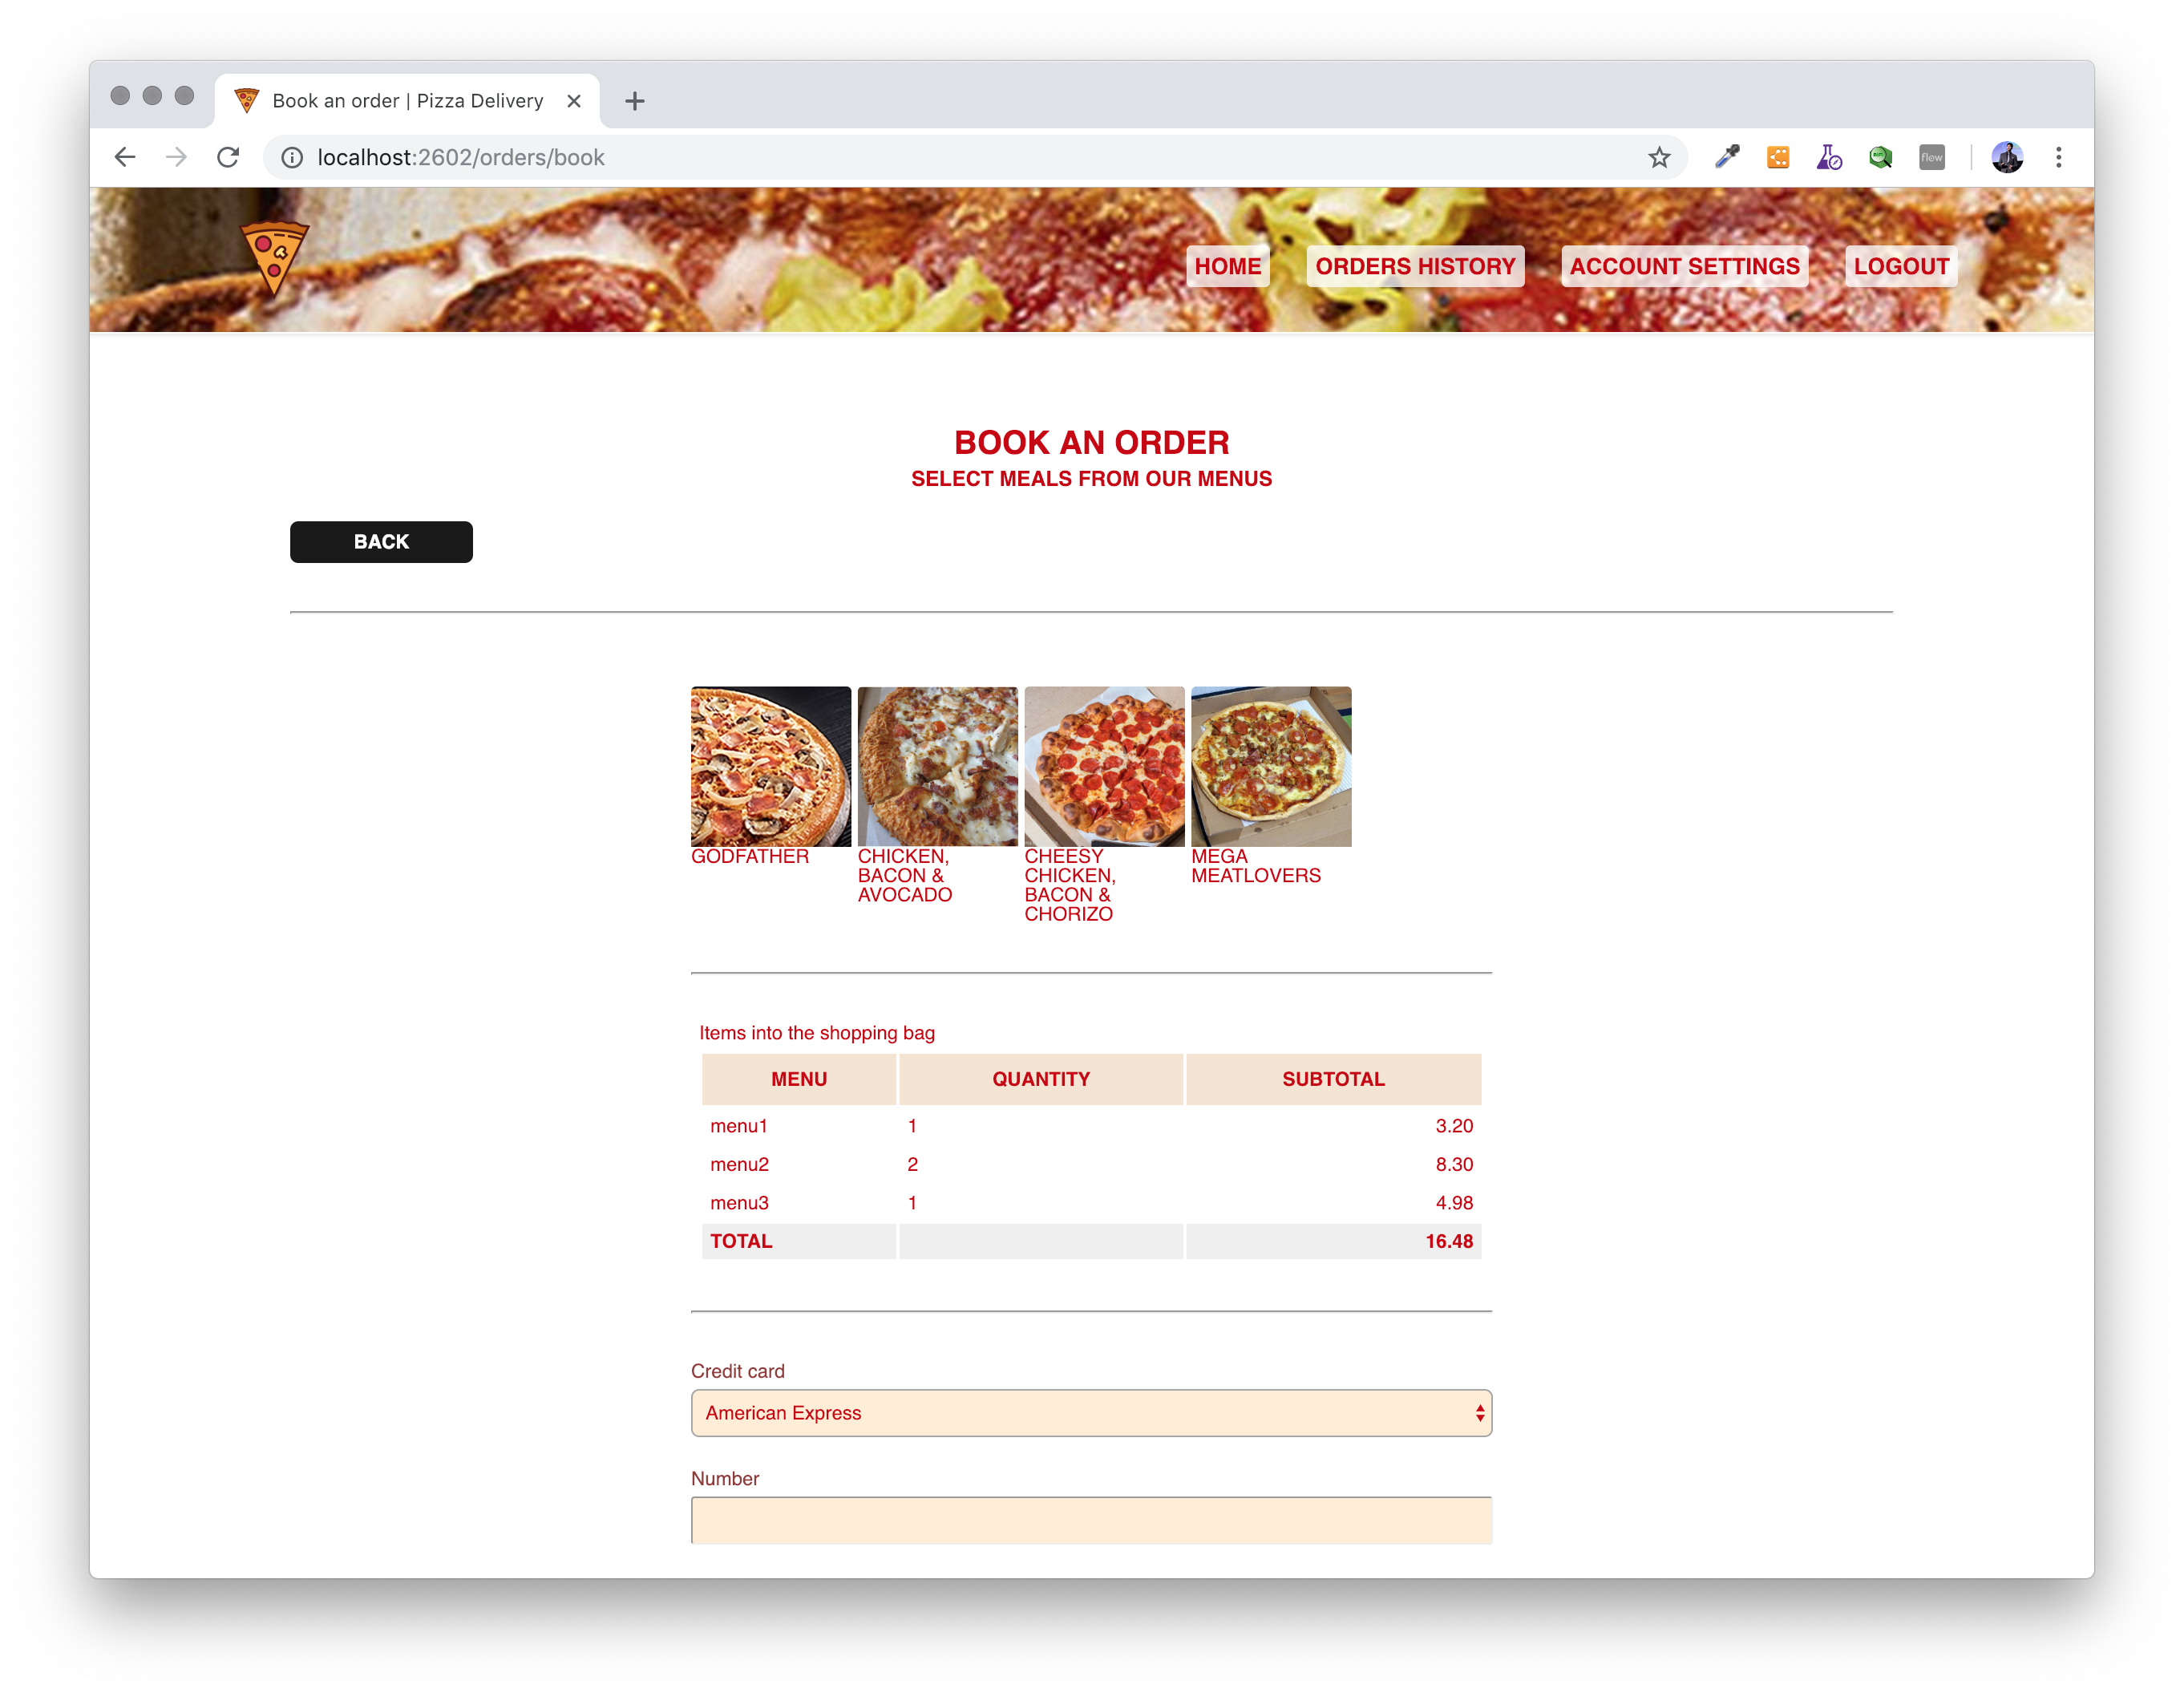 Book an order | Pizza Delivery
localhost:2602/orders/book
flow
HOME ORDERS HISTORY ACCOUNT SETTINGS LOGOUT
BOOK AN ORDER
SELECT MEALS FROM OUR MENUS
BACK
GODFATHER
CHICKEN,
BACON &
AVOCADO
CHEESY
CHICKEN,
BACON &
CHORIZO
MEGA
MEATLOVERS
Items into the shopping bag
MENU QUANTITY SUBTOTAL
menu1 1 3.20
menu2 2 8.30
menu3 1 4.98
TOTAL 16.48
Credit card
American Express
Number